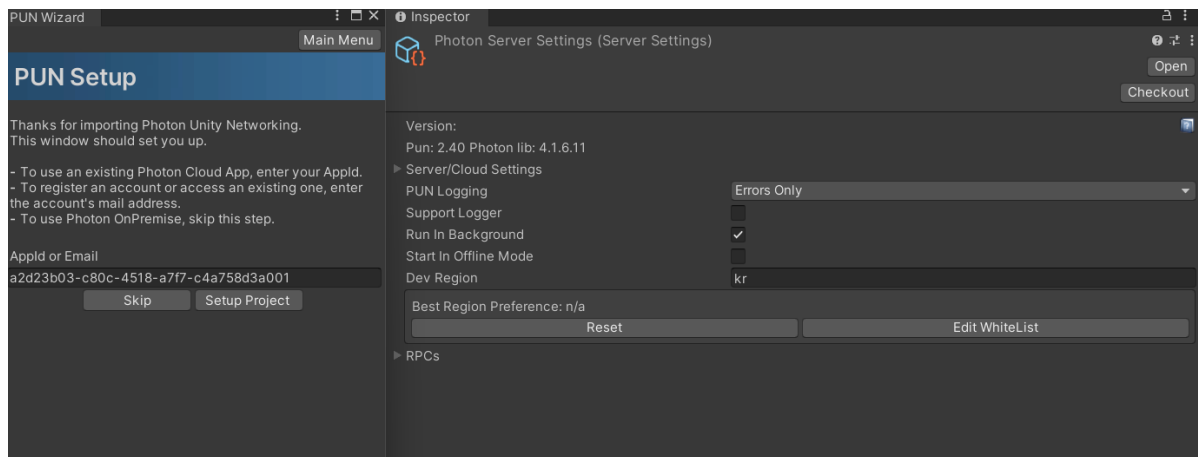 PUN Wizard
Main Menu
PUN Setup
Thanks for importing Photon Unity Networking.
This window should set you up.
- To use an existing Photon Cloud App, enter your AppId.
- To register an account or access an existing one, enter
the account's mail address.
- To use Photon OnPremise, skip this step.
AppId or Email
a2d23b03-c80c-4518-a7f7-c4a758d3a001
Skip Setup Project
Inspector
Photon Server Settings (Server Settings)
Open
Checkout
Version:
Pun: 2.40 Photon lib: 4.1.6.11
Server/Cloud Settings
PUN Logging Errors Only
Support Logger
Run In Background
Start In Offline Mode
Dev Region kr
Best Region Preference: n/a
Reset Edit WhiteList
RPCs